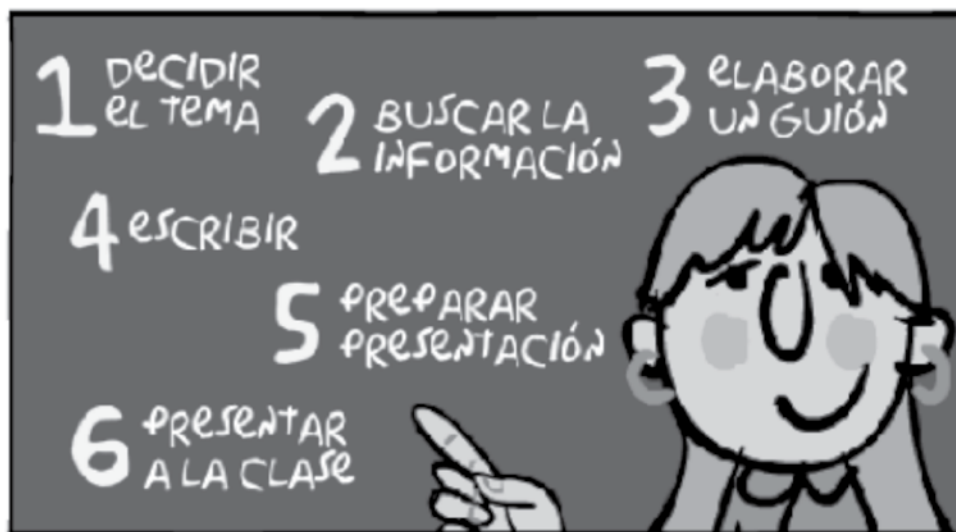 1 DECIDIR
EL TEMA
2 BUSCAR LA
INFORMACIÓN
3 ELABORAR
UN GUIÓN
4 ESCRIBIR
5 PREPARAR
PRESENTACIÓN
6 PRESENTAR
A LA CLASE